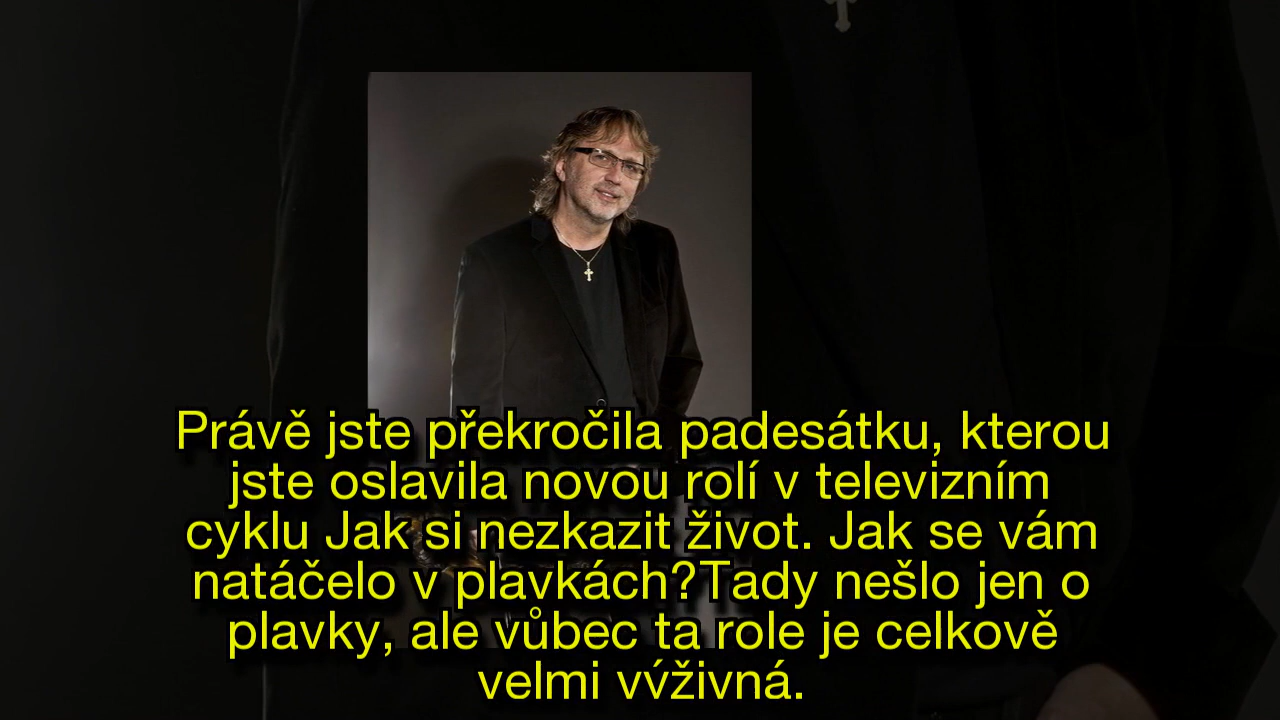 Právě jste překročila padesátku, kterou
jste oslavila novou rolí v televizním
cyklu Jak si nezkazit život. Jak se vám
natáčelo v plavkách?Tady nešlo jen o
plavky, ale vůbec ta role je celkově
velmi výživná.